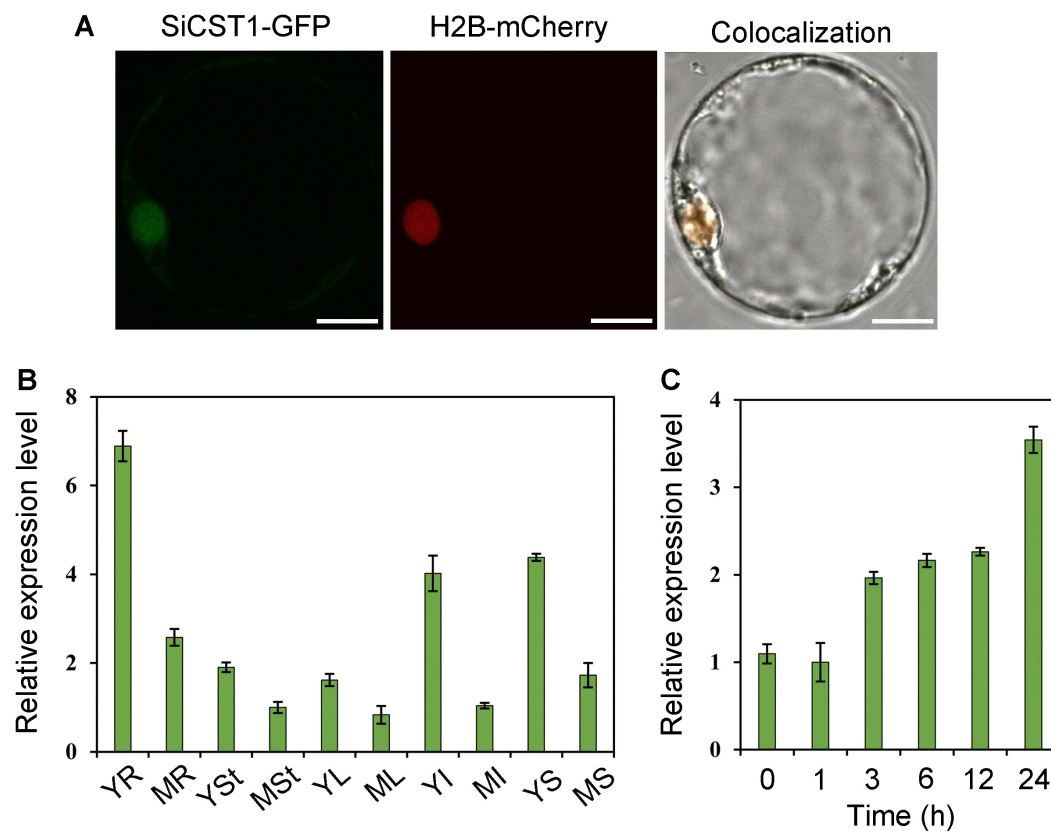 A
SiCST1-GFP
H2B-mCherry
Colocalization
B
Relative expression level
8
6
4
2
0
YR
MR
YSt
MSt
YL
ML
YI
MI
YS
MS
C
Relative expression level
4
3
2
1
0
0
1
3
6
12
24
Time (h)